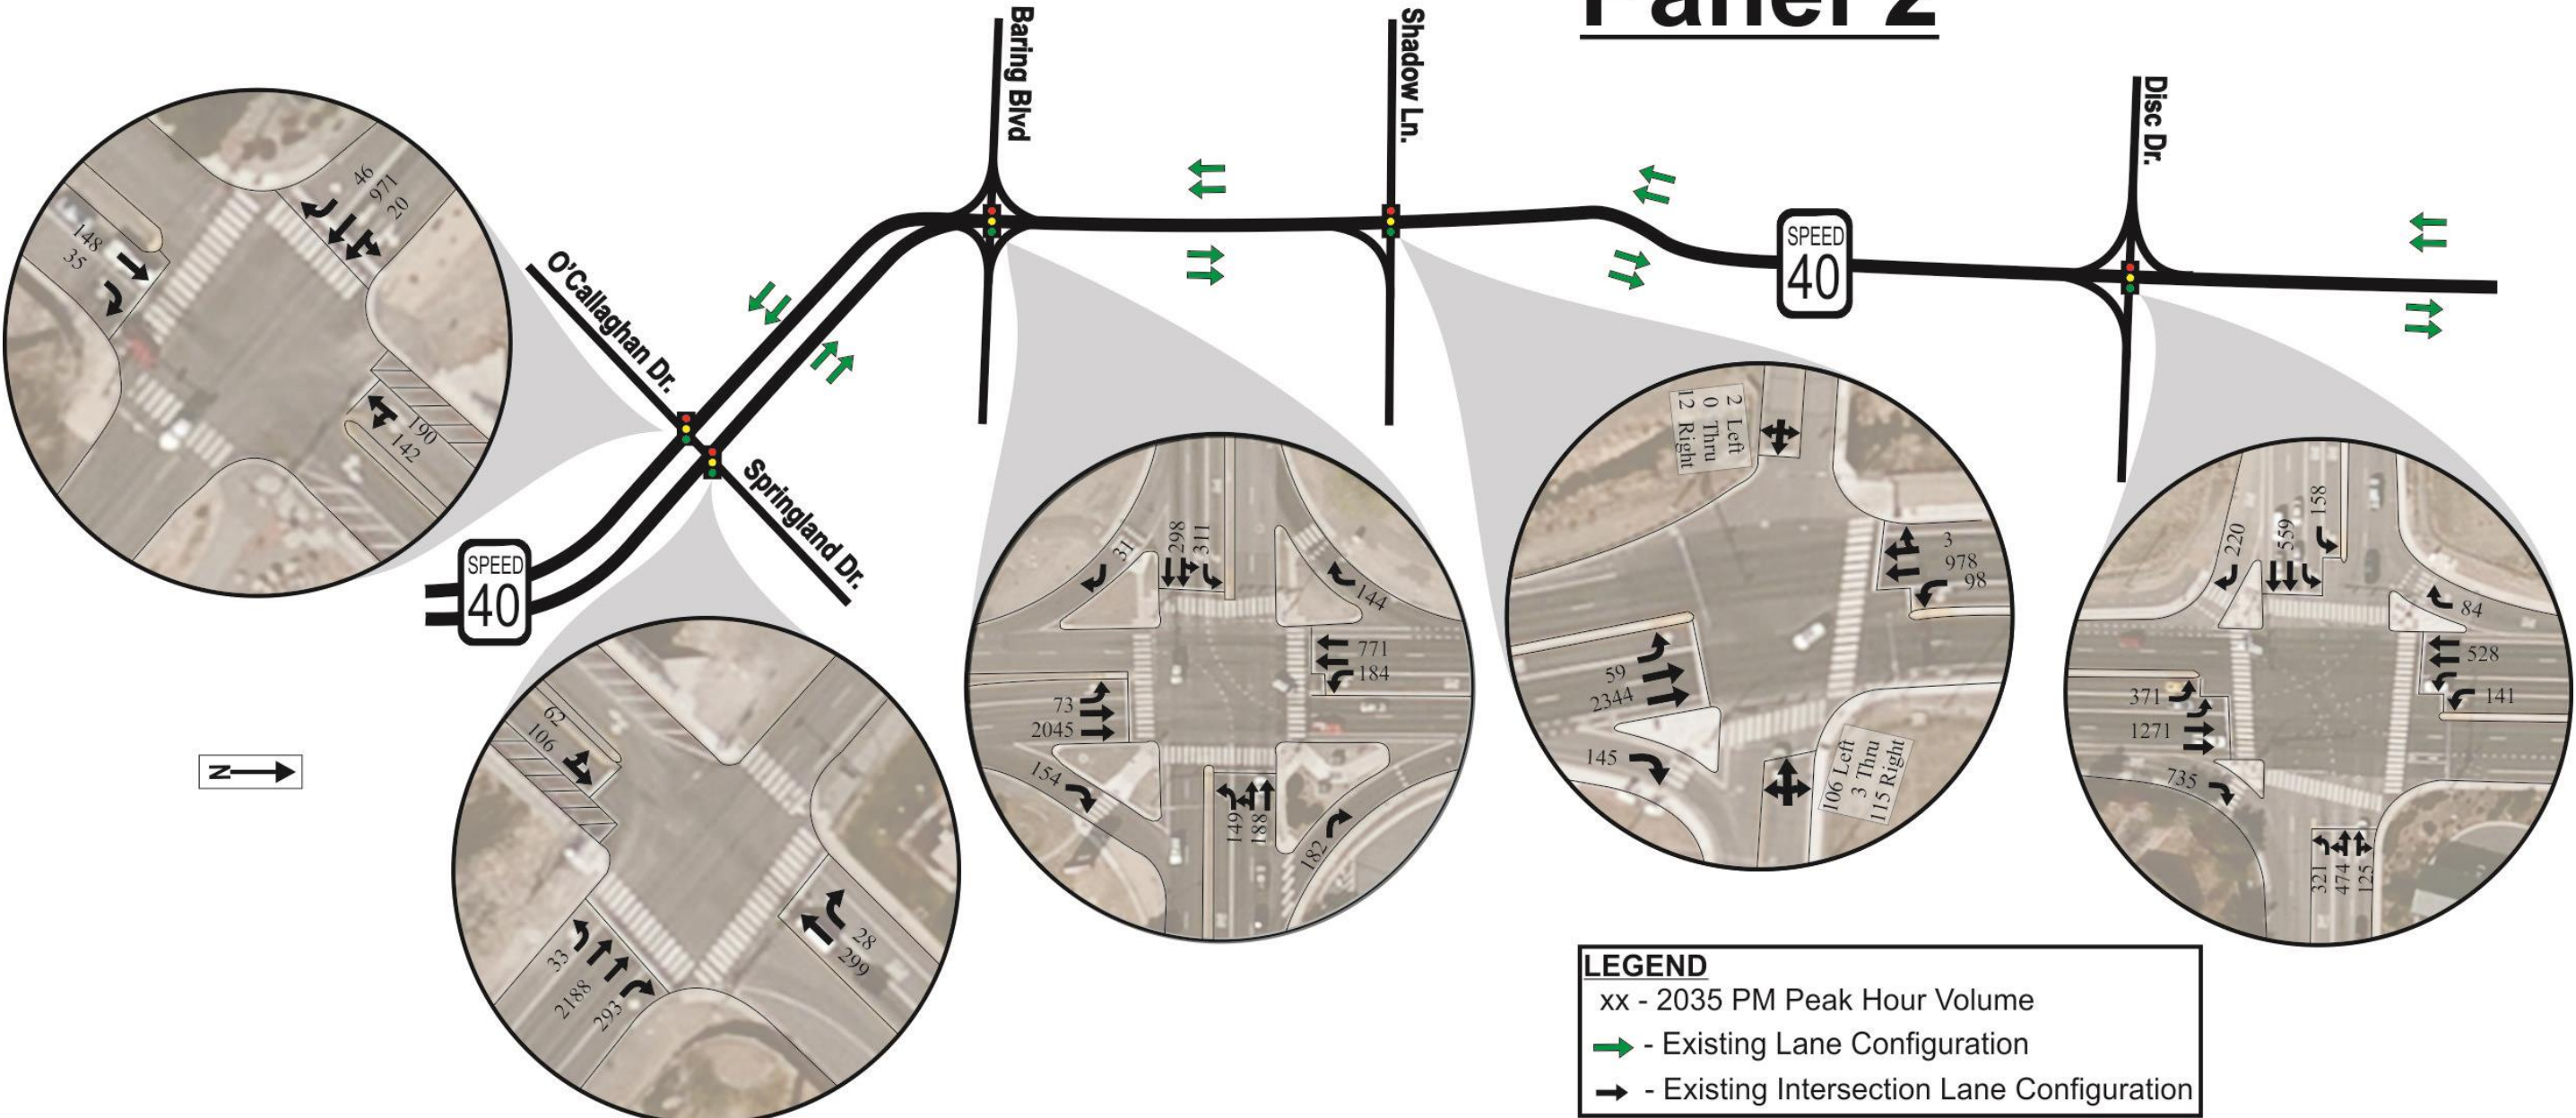 Panel 2
Baring Blvd
Shadow Ln.
Disc Dr.
O'Callaghan Dr.
Springland Dr.
SPEED
40
SPEED
40
46
971
20
148
35
190
142
62
106
33
2188
293
28
299
31
298
311
144
771
184
73
2045
154
149
188
182
2 Left
0 Thru
12 Right
3
978
98
59
2344
145
106 Left
3 Thru
115 Right
220
559
158
84
528
141
371
1271
735
321
474
125
N
LEGEND
xx - 2035 PM Peak Hour Volume
- Existing Lane Configuration
- Existing Intersection Lane Configuration